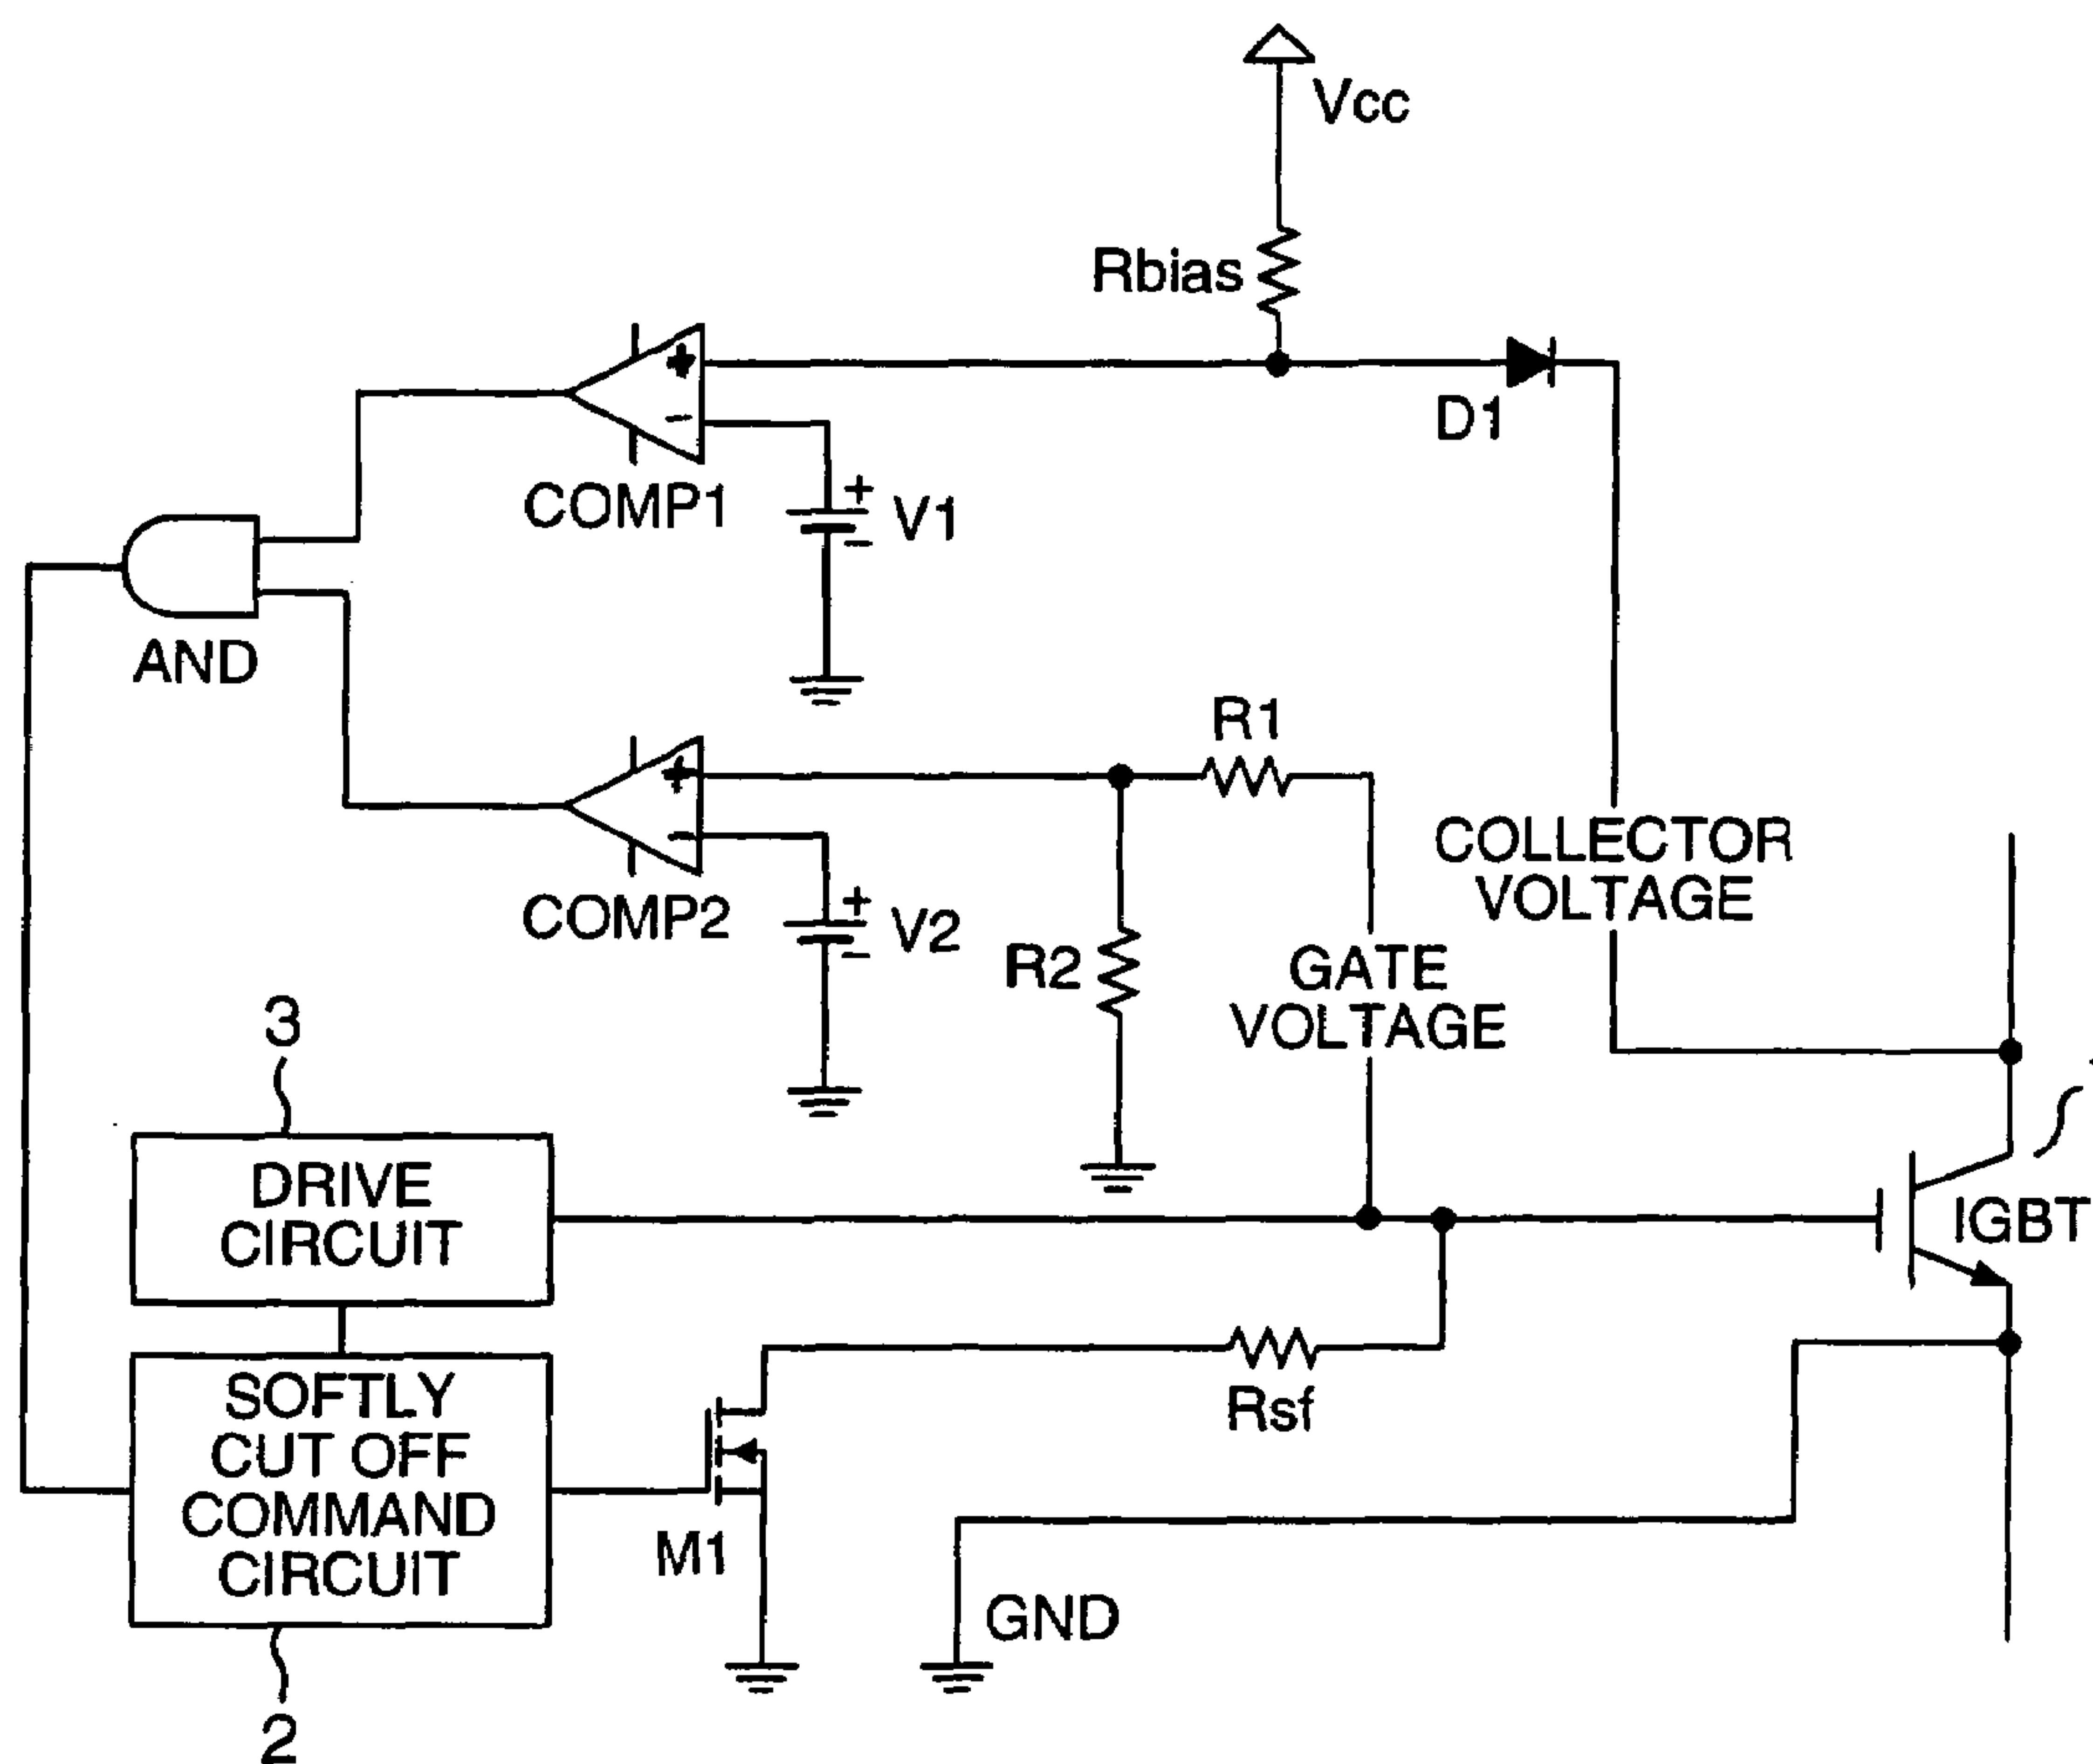 Vcc
Rbias
+
-
D1
COMP1
+
V1
-
AND
R1
+
-
COMP2
+
V2
-
R2
COLLECTOR
VOLTAGE
GATE
VOLTAGE
3
DRIVE
CIRCUIT
IGBT
SOFTLY
CUT OFF
COMMAND
CIRCUIT
Rsf
M1
GND
2